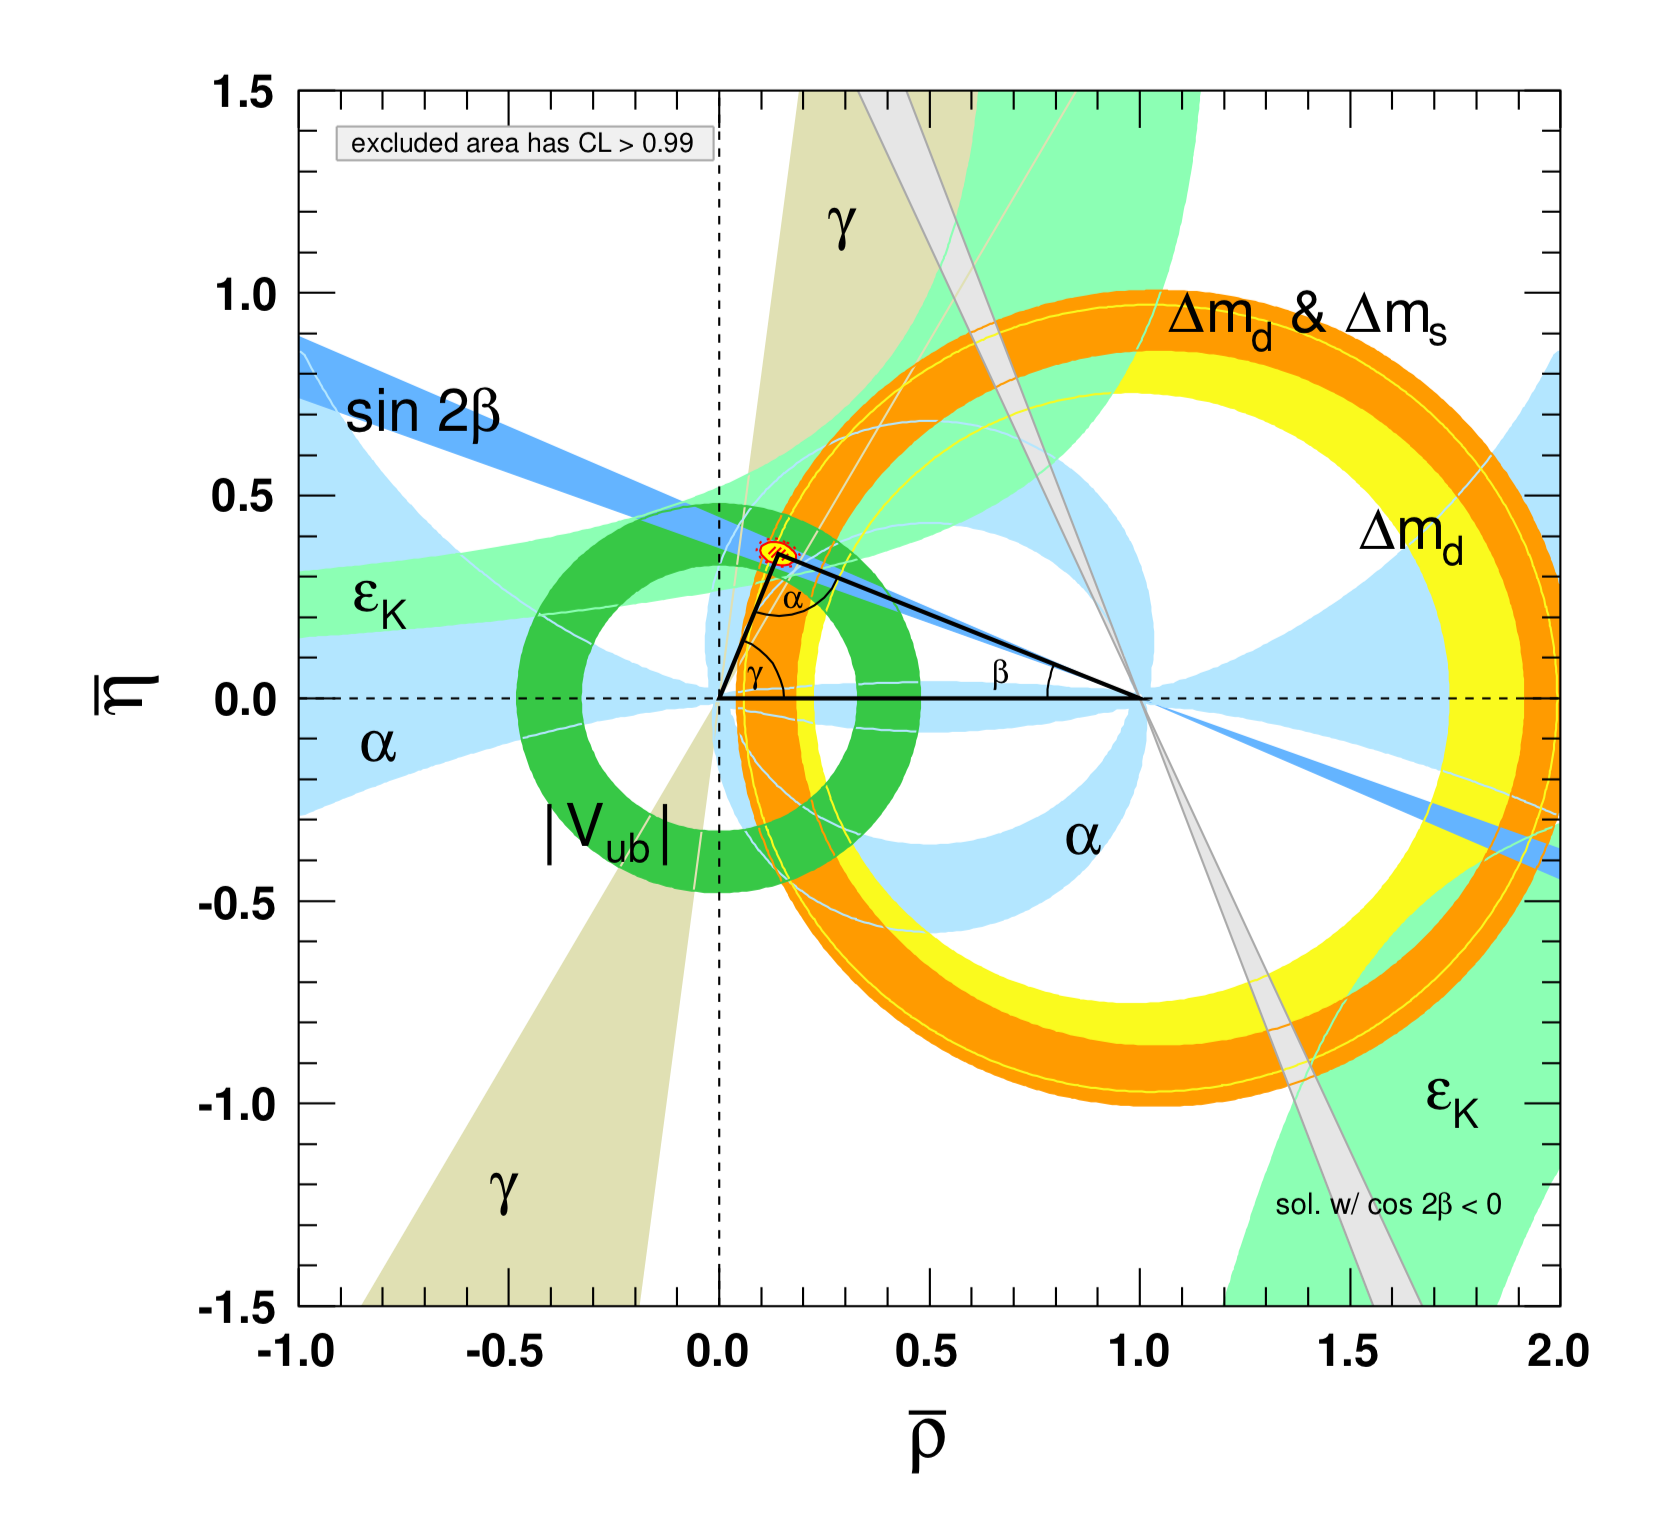 1.5
excluded area has CL > 0.99
γ
1.0
Δm_d & Δm_s
sin 2β
0.5
Δm_d
ε_K
α
γ
β
η̅
0.0
α
|V_ub|
α
-0.5
-1.0
ε_K
γ
sol. w/ cos 2β < 0
-1.5
-1.0 -0.5 0.0 0.5 1.0 1.5 2.0
ρ̅